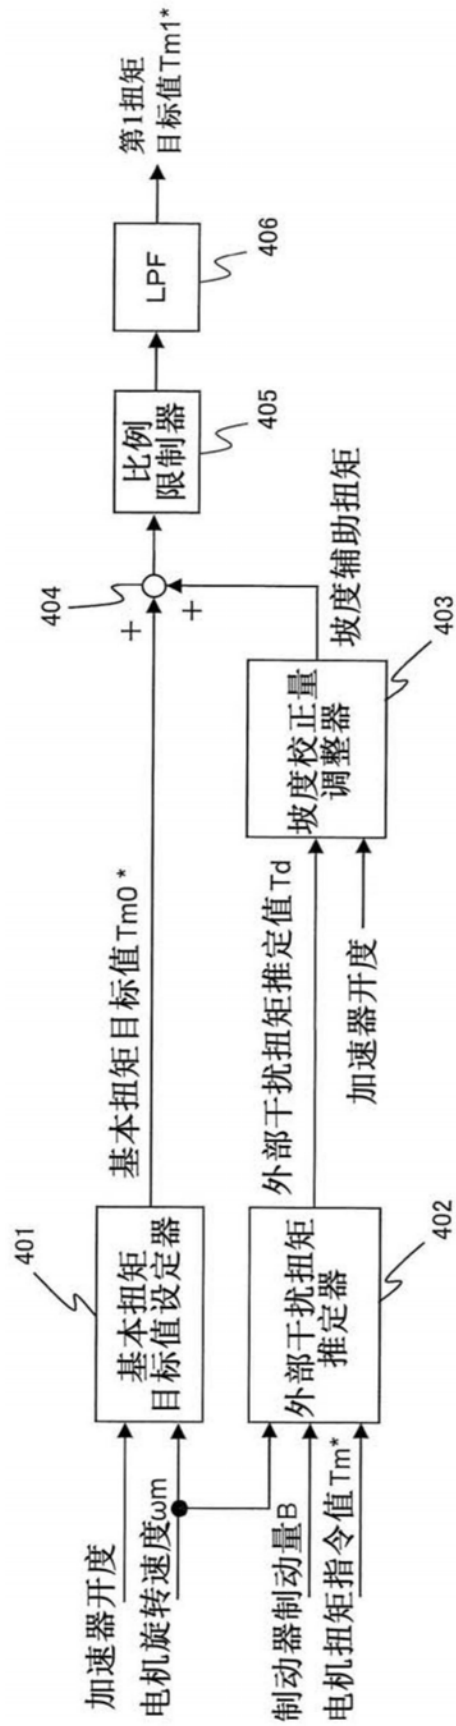 加速器开度
电机旋转速度ωm
401
基本扭矩
目标值设定器
基本扭矩目标值Tm0*
+
+
404
比例
限制器
405
LPF
406
第1扭矩
目标值Tm1*
制动器制动量B
电机扭矩指令值Tm*
外部干扰扭矩
推定器
402
外部干扰扭矩推定值Td
加速器开度
坡度校正量
调整器
403
坡度辅助扭矩